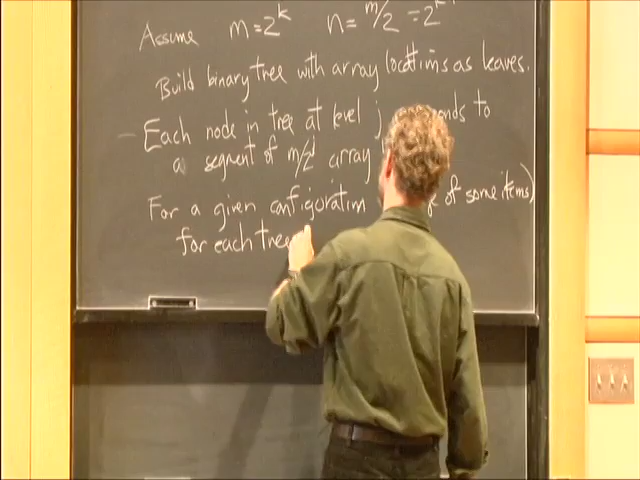 Assume m=2^k n=m/2=2^k
Build binary tree with array locations as leaves.
Each node in tree at level j to
a segment of m/2^j array
For a given configuration of some items)
for each tree